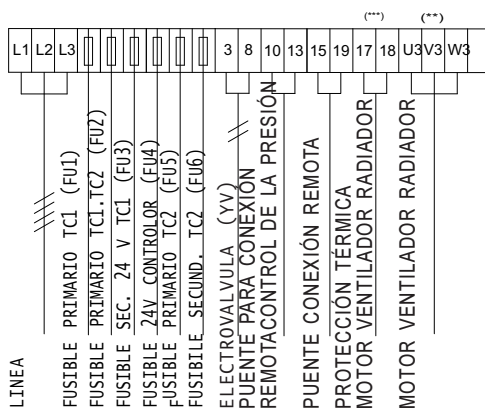 (***) (**)
L1 L2 L3 3 8 10 13 15 19 17 18 U3 V3 W3
LINEA
FUSIBLE PRIMARIO TC1 (FU1)
FUSIBLE PRIMARIO TC1.TC2 (FU2)
FUSIBLE SEC. 24 V TC1 (FU3)
FUSIBLE 24V CONTROLOR (FU4)
FUSIBLE PRIMARIO TC2 (FU5)
FUSIBILE SECUND. TC2 (FU6)
ELECTROVALVULA (YV)
PUENTE PARA CONEXIÓN
REMOTACONTROL DE LA PRESIÓN
PUENTE CONEXIÓN REMOTA
PROTECCIÓN TÉRMICA
MOTOR VENTILADOR RADIADOR
MOTOR VENTILADOR RADIADOR